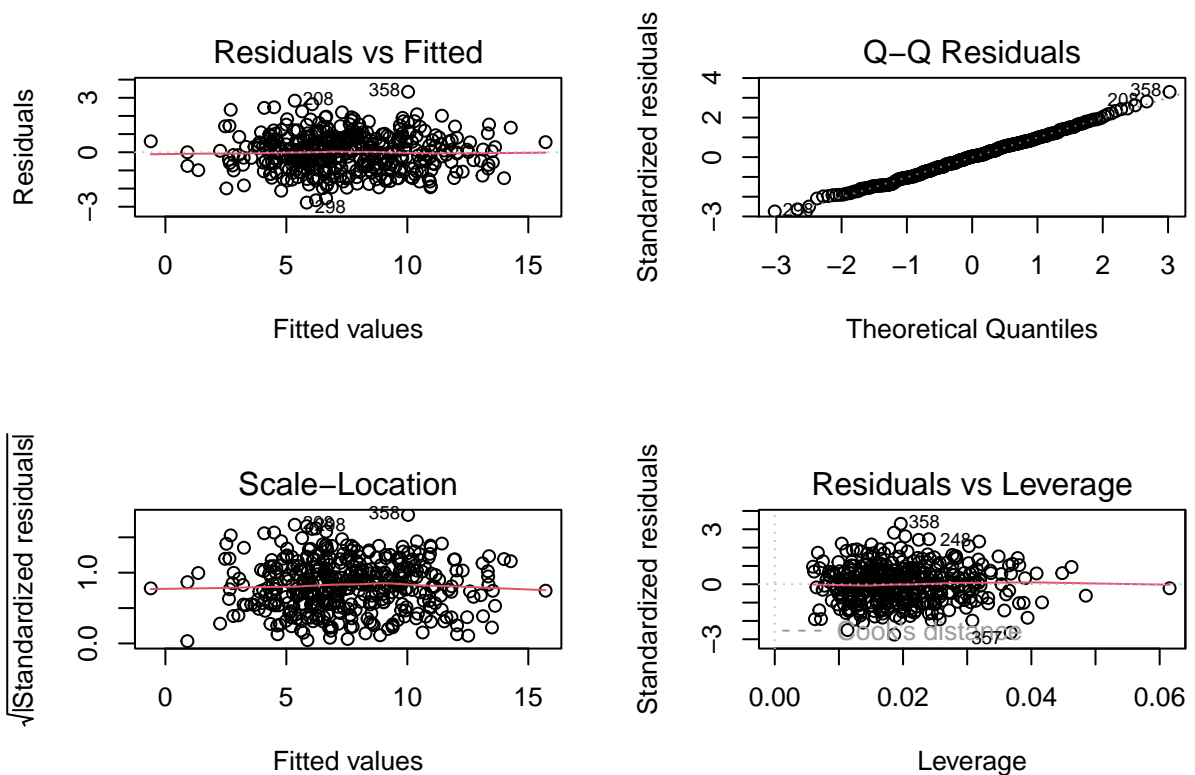 Residuals vs Fitted
Residuals
3
0
−3
358
208
298
0 5 10 15
Fitted values
Q−Q Residuals
Standardized residuals
4
2
0
−3
358
208
298
−3 −2 −1 0 1 2 3
Theoretical Quantiles
Scale−Location
√|Standardized residuals|
1.0
0.0
358
208
298
0 5 10 15
Fitted values
Residuals vs Leverage
Standardized residuals
3
0
−3
358
248
Cook's distance
357
0.00 0.02 0.04 0.06
Leverage